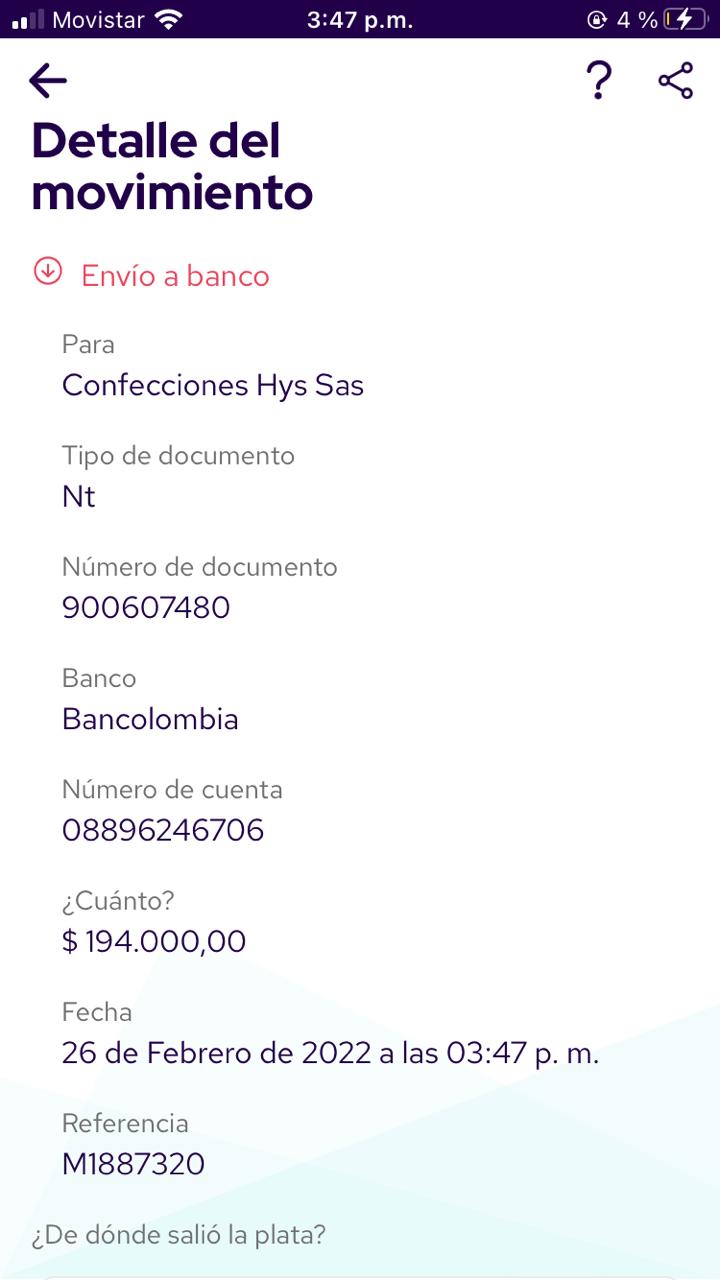 Movistar 3:47 p.m. 4 %
?
Detalle del
movimiento
Envío a banco
Para
Confecciones Hys Sas
Tipo de documento
Nt
Número de documento
900607480
Banco
Bancolombia
Número de cuenta
08896246706
¿Cuánto?
$ 194.000,00
Fecha
26 de Febrero de 2022 a las 03:47 p. m.
Referencia
M1887320
¿De dónde salió la plata?